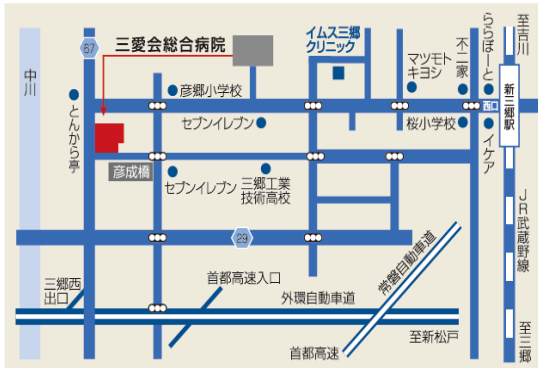 三愛会総合病院
67
中川
とんから亭
彦郷小学校
セブンイレブン
イムス三郷
クリニック
マツモト
キヨシ
不二家
ららぽーと
至吉川
新三郷駅
西口
桜小学校
イケア
彦成橋
セブンイレブン
三郷工業
技術高校
29
JR武蔵野線
三郷西
出口
首都高速入口
外環自動車道
常磐自動車道
首都高速
至新松戸
至三郷